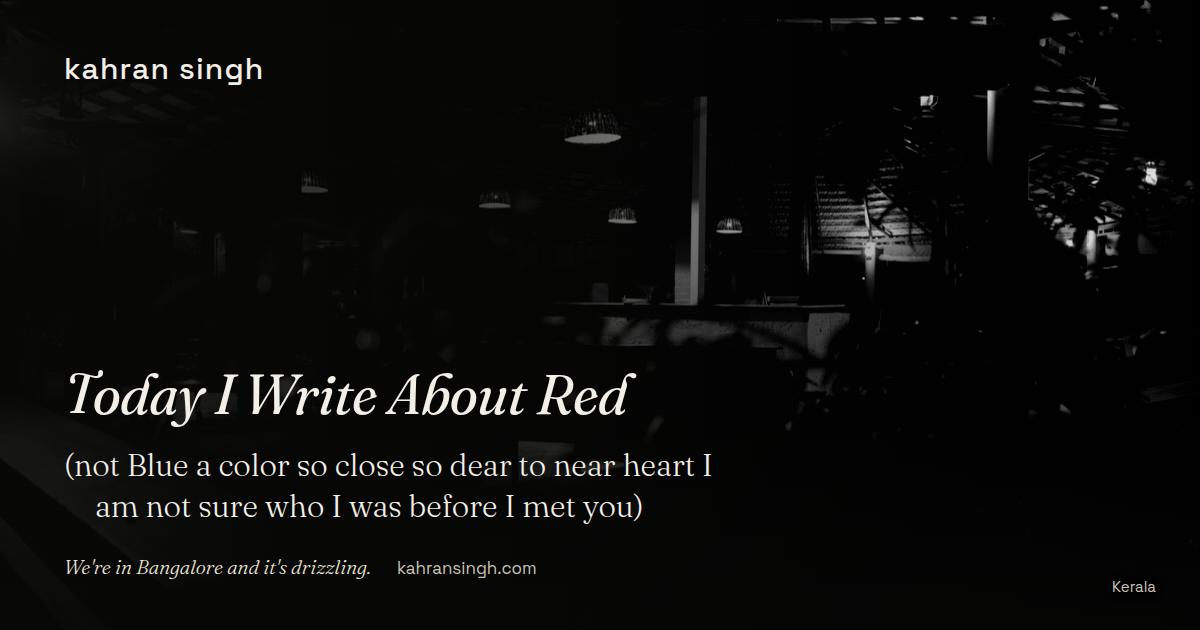 kahran singh
Today I Write About Red
(not Blue a color so close so dear to near heart I
am not sure who I was before I met you)
We're in Bangalore and it's drizzling. kahransingh.com
Kerala